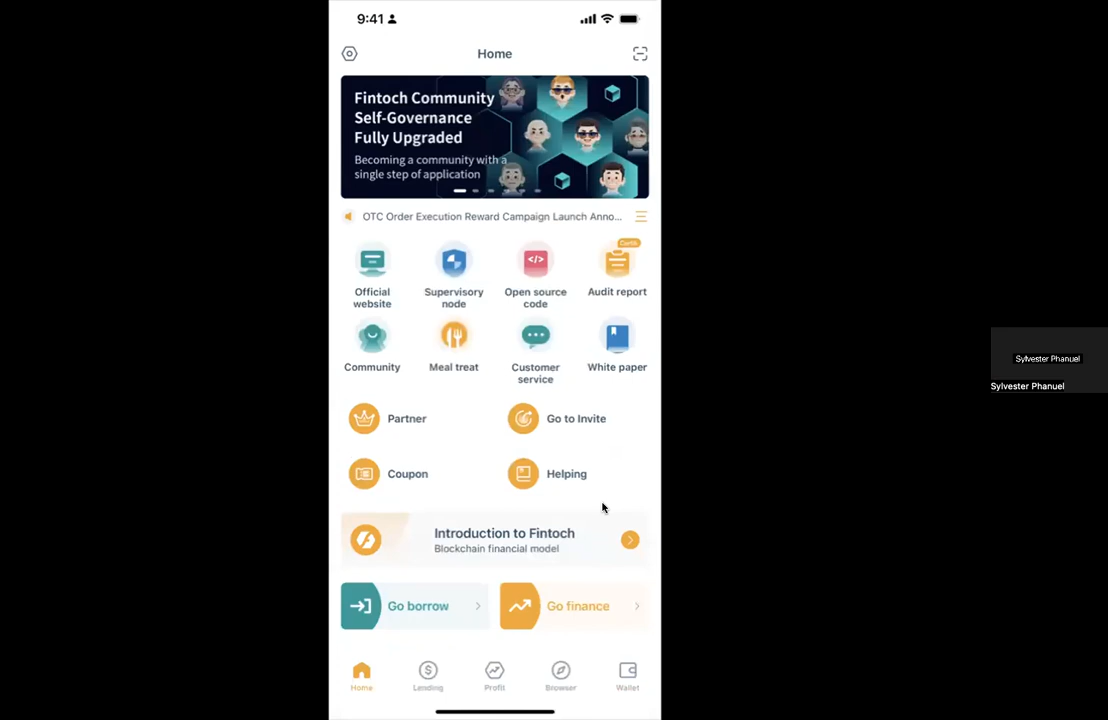 9:41
Home
Fintoch Community
Self-Governance
Fully Upgraded
Becoming a community with a
single step of application
OTC Order Execution Reward Campaign Launch Anno...
Official
website
Supervisory
node
Open source
code
Certik
Audit report
Community
Meal treat
Customer
service
White paper
Partner
Go to Invite
Coupon
Helping
Introduction to Fintoch
Blockchain financial model
Go borrow
Go finance
Home
Lending
Profit
Browser
Wallet
Sylvester Phanuel
Sylvester Phanuel